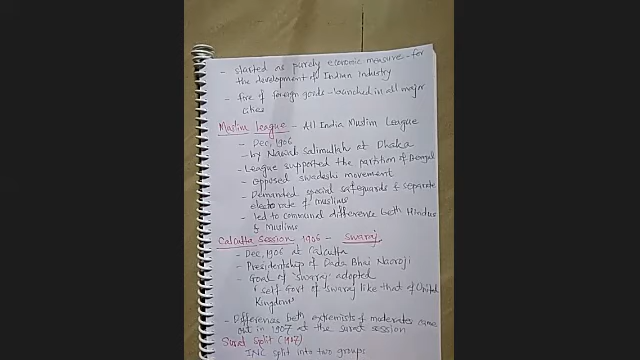 - started as purely economic measure - for
the development of Indian Industry
- fire of foreign goods - launched in all major
cities
Muslim league - All India Muslim League
- Dec, 1906
- by Nawab Salimullah at Dhaka
- League supported the partition of Bengal
- opposed swadeshi movement
- Demanded special safeguards & separate
electorate of muslims
- led to communal difference betn Hindus
& Muslims
Calcutta Session 1906 - Swaraj
- Dec, 1906 at Calcutta
- Presidentship of Dada Bhai Naoroji
- Goal of 'swaraj' adopted
'self Govt of swaraj like that of United
Kingdom'
- Differences betn extremists & moderates came
out in 1907 at the surat session
Surat Split (1907)
INC split into two groups